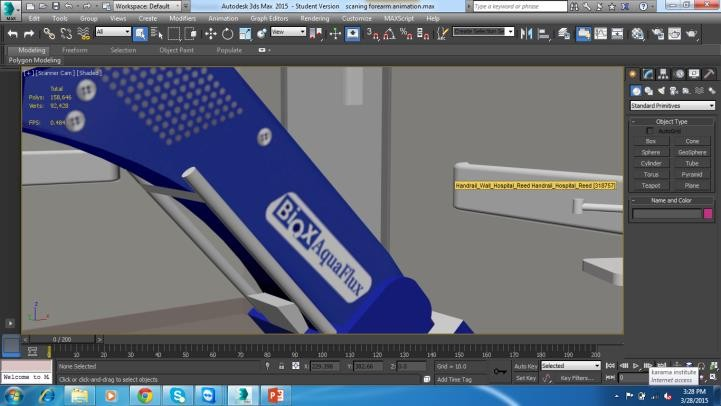 Workspace: Default
Autodesk 3ds Max 2015 - Student Version scaning forearm.animation.max
Type a keyword or phrase
MAX
Edit Tools Group Views Create Modifiers Animation Graph Editors Rendering Customize MAXScript Help
All
View
Create Selection Se
Modeling Freeform Selection Object Paint Populate
Polygon Modeling
[+] [Scanner Cam] [Shaded]
Total
Polys: 158,646
Verts: 92,428
FPS: 0.484
BioX
AquaFlux
Handrail_Wall_Hospital_Reed Handrail_Hospital_Reed [318757]
Standard Primitives
Object Type
AutoGrid
Box Cone
Sphere GeoSphere
Cylinder Tube
Torus Pyramid
Teapot Plane
Name and Color
z
x
0 / 200
0 10 20 30 40 50 60 70 80 90 100 110 120 130 140 150 160 170 180 190 200
None Selected
X: 329.398 Y: 382.66 Z: 0.0
Grid = 10.0
Auto Key Selected
Welcome to M
Click or click-and-drag to select objects
Add Time Tag
Set Key Key Filters...
0
karama institute
Internet access
3:28 PM
3/28/2015